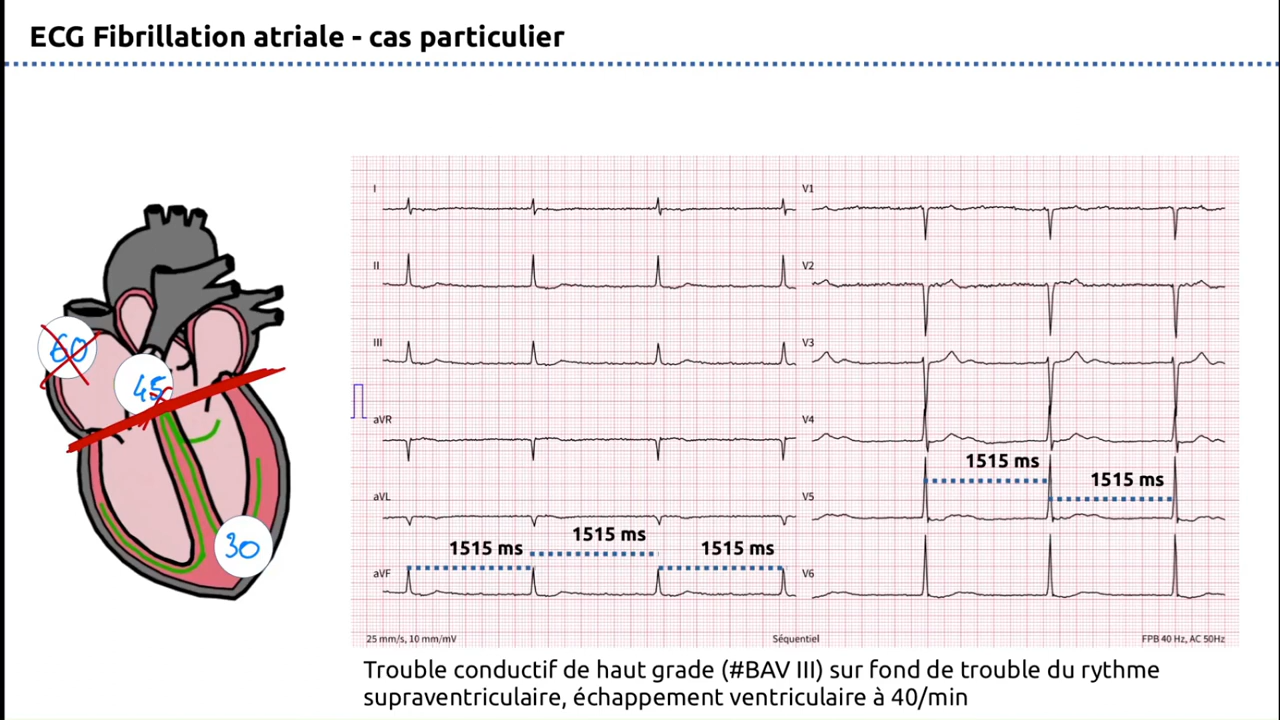 ECG Fibrillation atriale - cas particulier
60
45
30
I
II
III
aVR
aVL
aVF
V1
V2
V3
V4
V5
V6
1515 ms
1515 ms
1515 ms
1515 ms
1515 ms
25 mm/s, 10 mm/mV
Séquentiel
FPB 40 Hz, AC 50Hz
Trouble conductif de haut grade (#BAV III) sur fond de trouble du rythme
supraventriculaire, échappement ventriculaire à 40/min